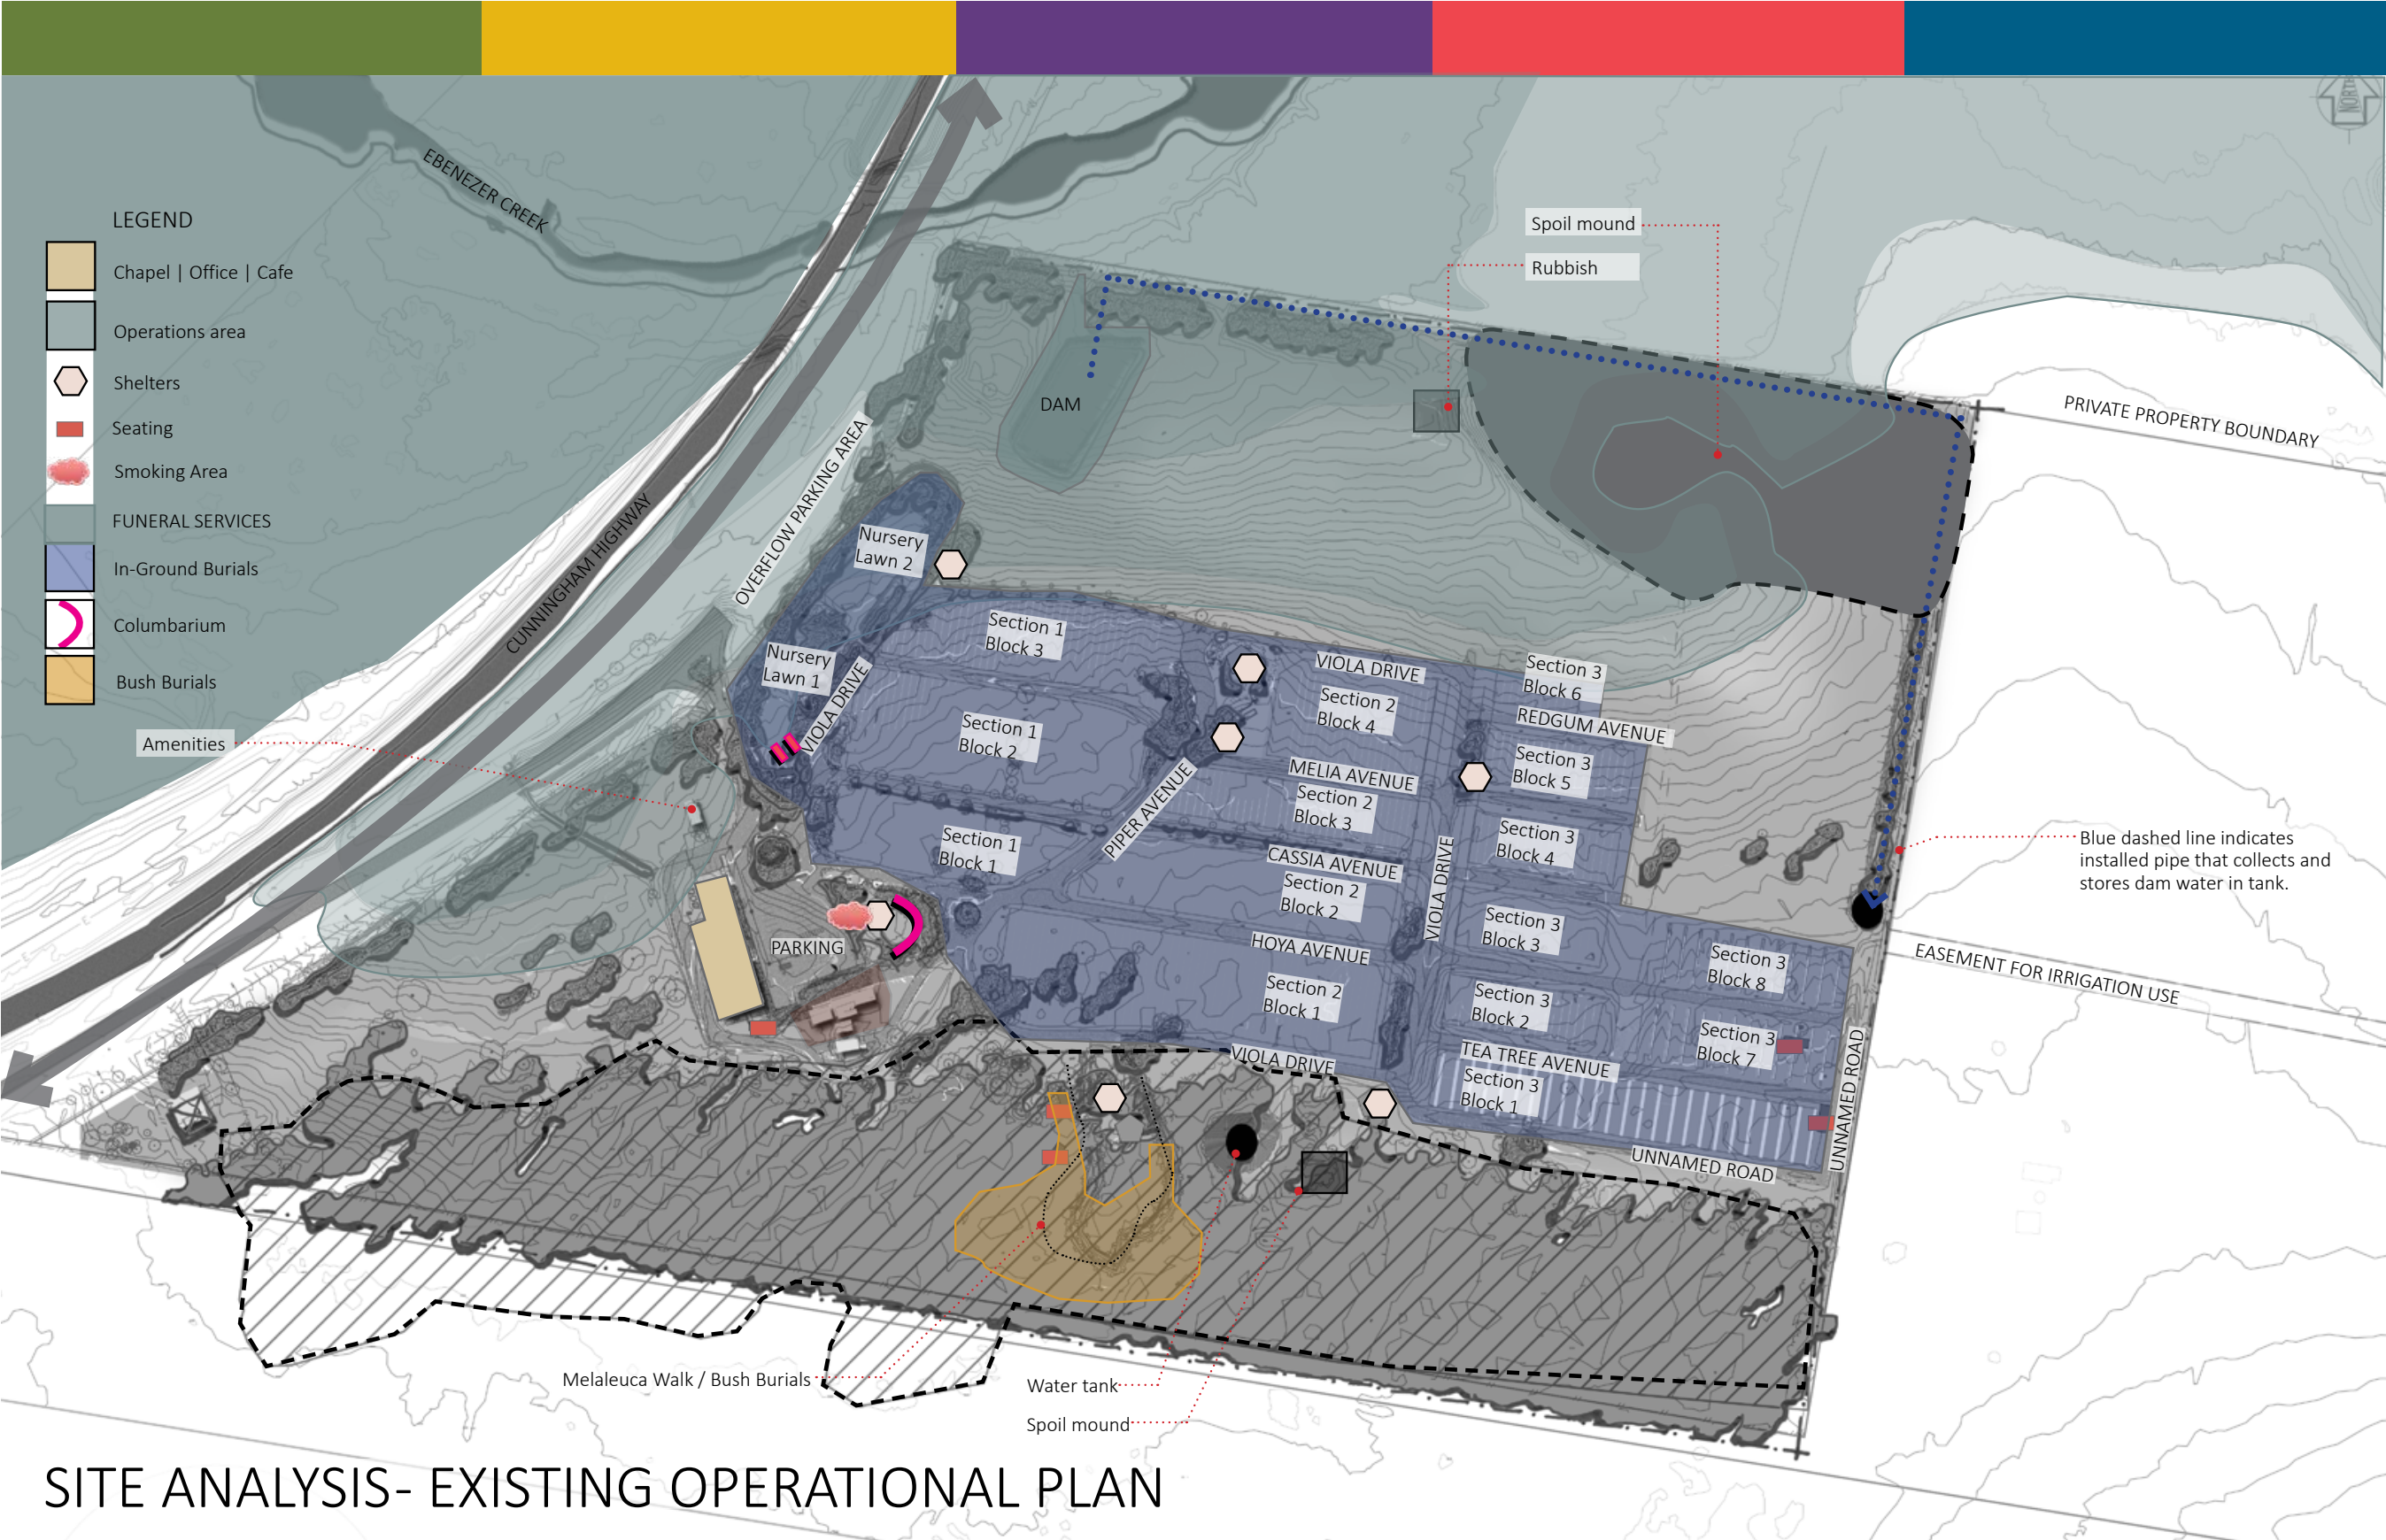 NORTH
EBENEZER CREEK
LEGEND
Chapel | Office | Cafe
Operations area
Shelters
Seating
Smoking Area
FUNERAL SERVICES
In-Ground Burials
Columbarium
Bush Burials
Amenities
Spoil mound
Rubbish
DAM
PRIVATE PROPERTY BOUNDARY
OVERFLOW PARKING AREA
CUNNINGHAM HIGHWAY
Nursery
Lawn 2
Nursery
Lawn 1
VIOLA DRIVE
Section 1
Block 3
Section 1
Block 2
Section 1
Block 1
VIOLA DRIVE
Section 2
Block 4
MELIA AVENUE
Section 2
Block 3
PIPER AVENUE
CASSIA AVENUE
Section 2
Block 2
HOYA AVENUE
Section 2
Block 1
VIOLA DRIVE
VIOLA DRIVE
Section 3
Block 6
REDGUM AVENUE
Section 3
Block 5
Section 3
Block 4
Section 3
Block 3
Section 3
Block 2
TEA TREE AVENUE
Section 3
Block 1
Section 3
Block 8
Section 3
Block 7
UNNAMED ROAD
UNNAMED ROAD
Blue dashed line indicates
installed pipe that collects and
stores dam water in tank.
EASEMENT FOR IRRIGATION USE
PARKING
Melaleuca Walk / Bush Burials
Water tank
Spoil mound
SITE ANALYSIS- EXISTING OPERATIONAL PLAN